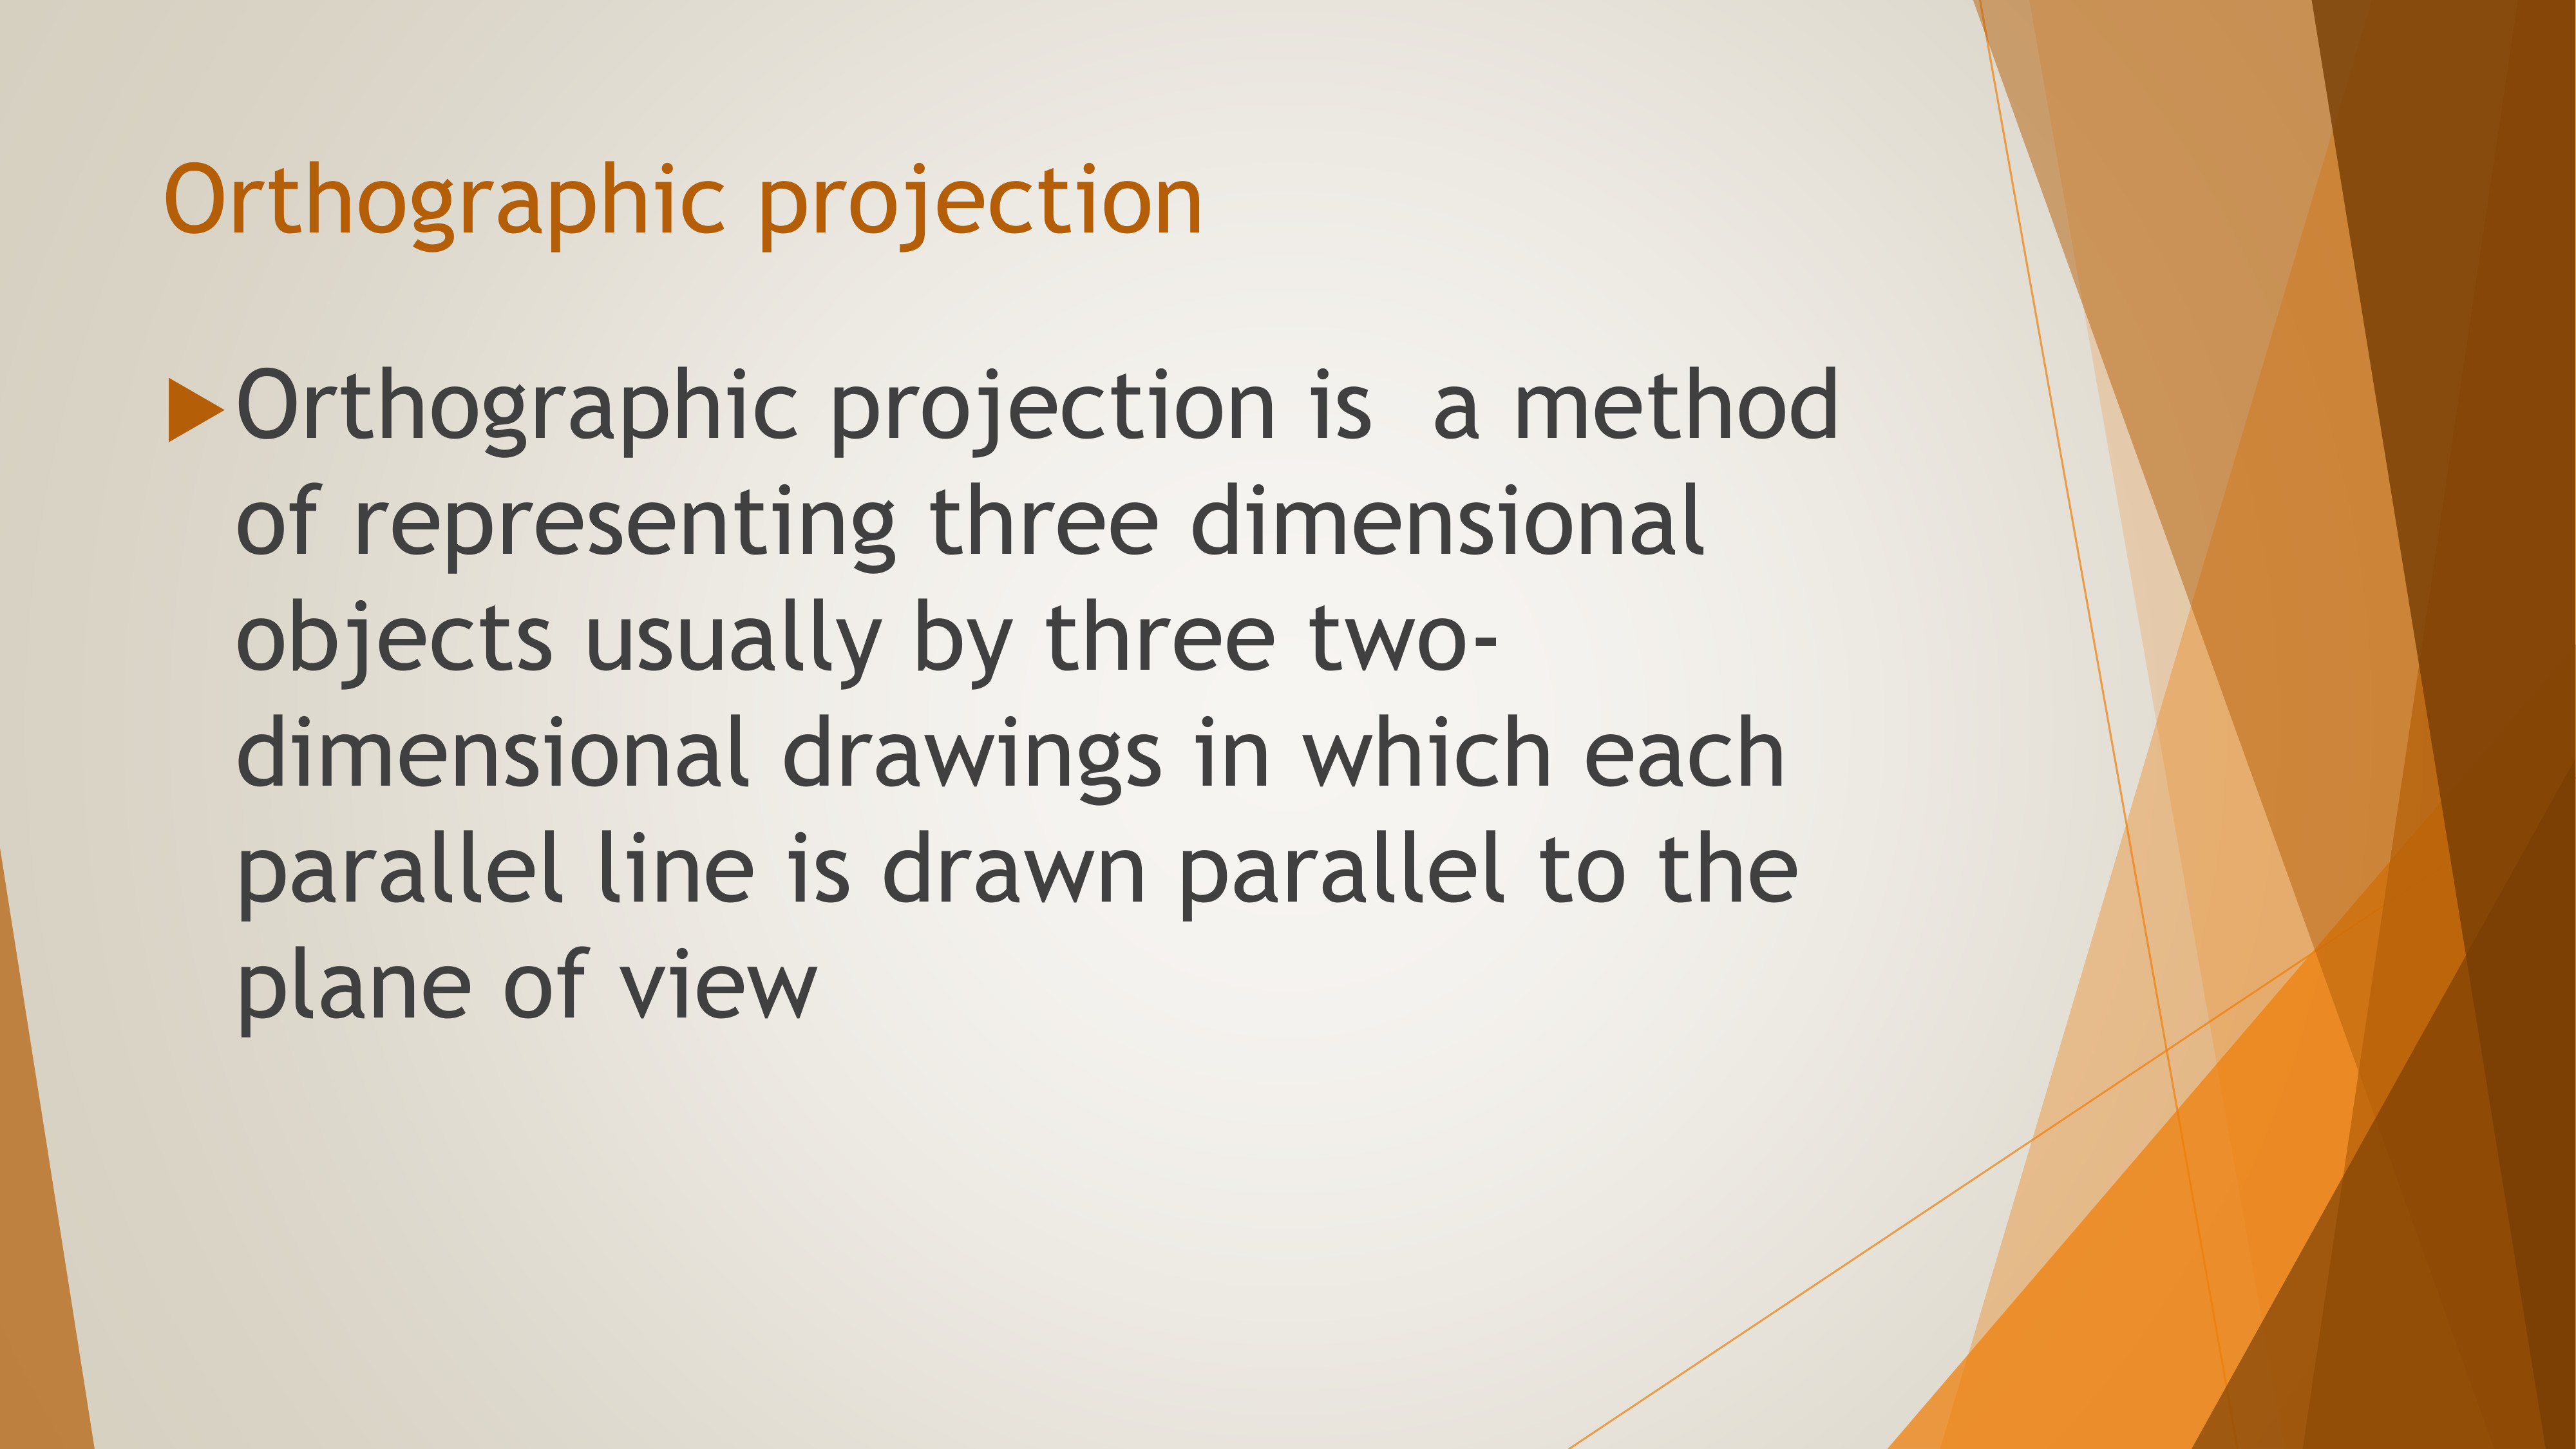 Orthographic projection
Orthographic projection is  a method
of representing three dimensional
objects usually by three two-
dimensional drawings in which each
parallel line is drawn parallel to the
plane of view